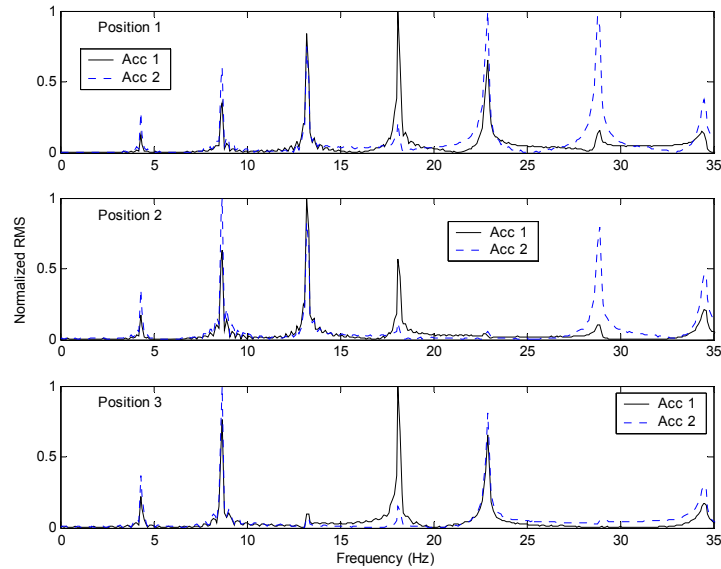 Position 1
Acc 1
Acc 2
1
0.5
0
0 5 10 15 20 25 30 35
Position 2
Acc 1
Acc 2
1
0.5
0
0 5 10 15 20 25 30 35
Normalized RMS
Position 3
Acc 1
Acc 2
1
0.5
0
0 5 10 15 20 25 30 35
Frequency (Hz)